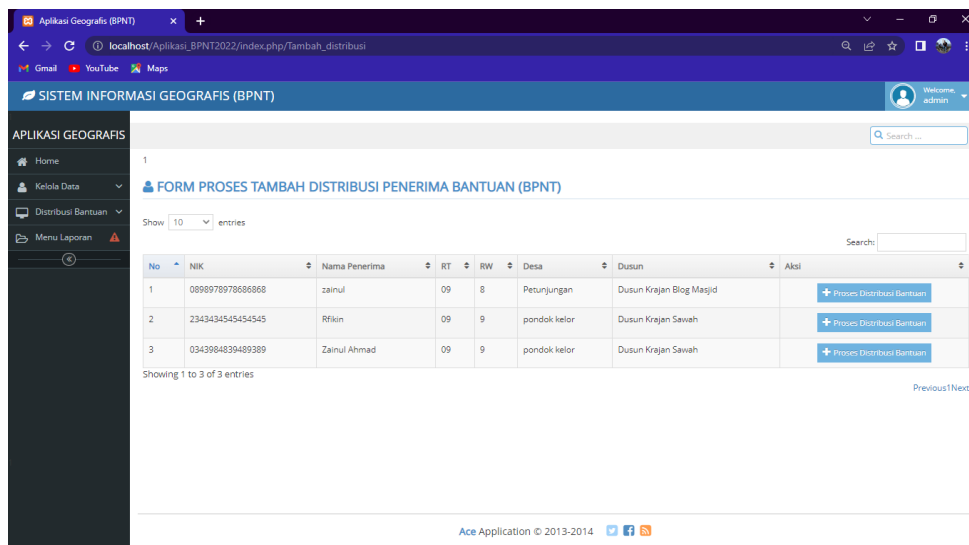 Aplikasi Geografis (BPNT)
localhost/Aplikasi_BPNT2022/index.php/Tambah_distribusi
Gmail YouTube Maps
SISTEM INFORMASI GEOGRAFIS (BPNT)
Welcome, admin
APLIKASI GEOGRAFIS
Search ...
Home
Kelola Data
Distribusi Bantuan
Menu Laporan
1
FORM PROSES TAMBAH DISTRIBUSI PENERIMA BANTUAN (BPNT)
Show 10 entries
Search:
No NIK Nama Penerima RT RW Desa Dusun Aksi
1 0898978978686868 zainul 09 8 Petunjungan Dusun Krajan Blog Masjid Proses Distribusi Bantuan
2 2343434545454545 Rfikin 09 9 pondok kelor Dusun Krajan Sawah Proses Distribusi Bantuan
3 0343984839489389 Zainul Ahmad 09 9 pondok kelor Dusun Krajan Sawah Proses Distribusi Bantuan
Showing 1 to 3 of 3 entries
Previous1Next
Ace Application © 2013-2014